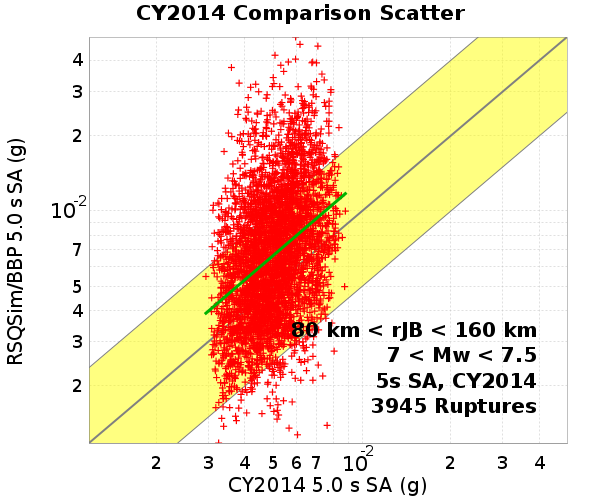 CY2014 Comparison Scatter
4
3
2
10-2
7
5
4
3
2
RSQSim/BBP 5.0 s SA (g)
80 km < rJB < 160 km
7 < Mw < 7.5
5s SA, CY2014
3945 Ruptures
2 3 4 5 6 7 10-2 2 3 4
CY2014 5.0 s SA (g)